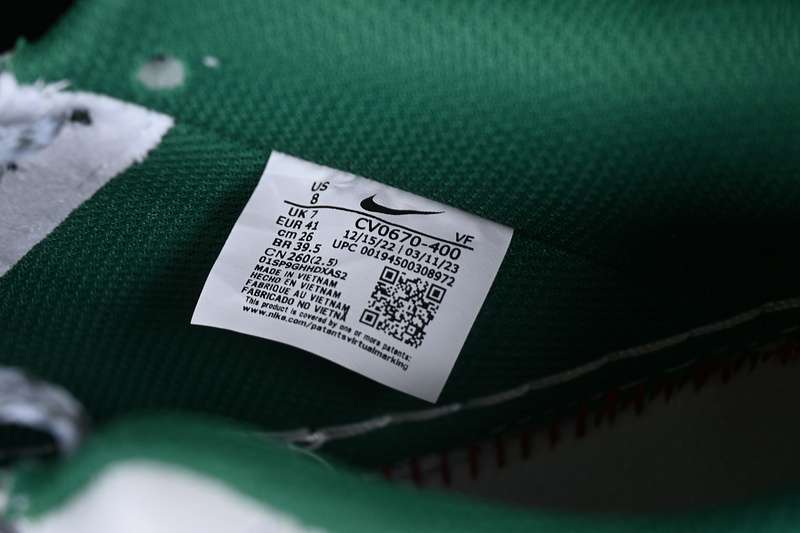 US
8
UK 7
EUR 41
cm 26
BR 39.5
CN 260(2.5)
01SP9GHHDXAS2
MADE IN VIETNAM
HECHO EN VIETNAM
FABRIQUE AU VIETNAM
FABRICADO NO VIETNA
This product is covered by one or more patents:
www.nike.com/patentsvirtualmarking
VF
CV0670-400
12/15/22 / 03/11/23
UPC 00194500308972